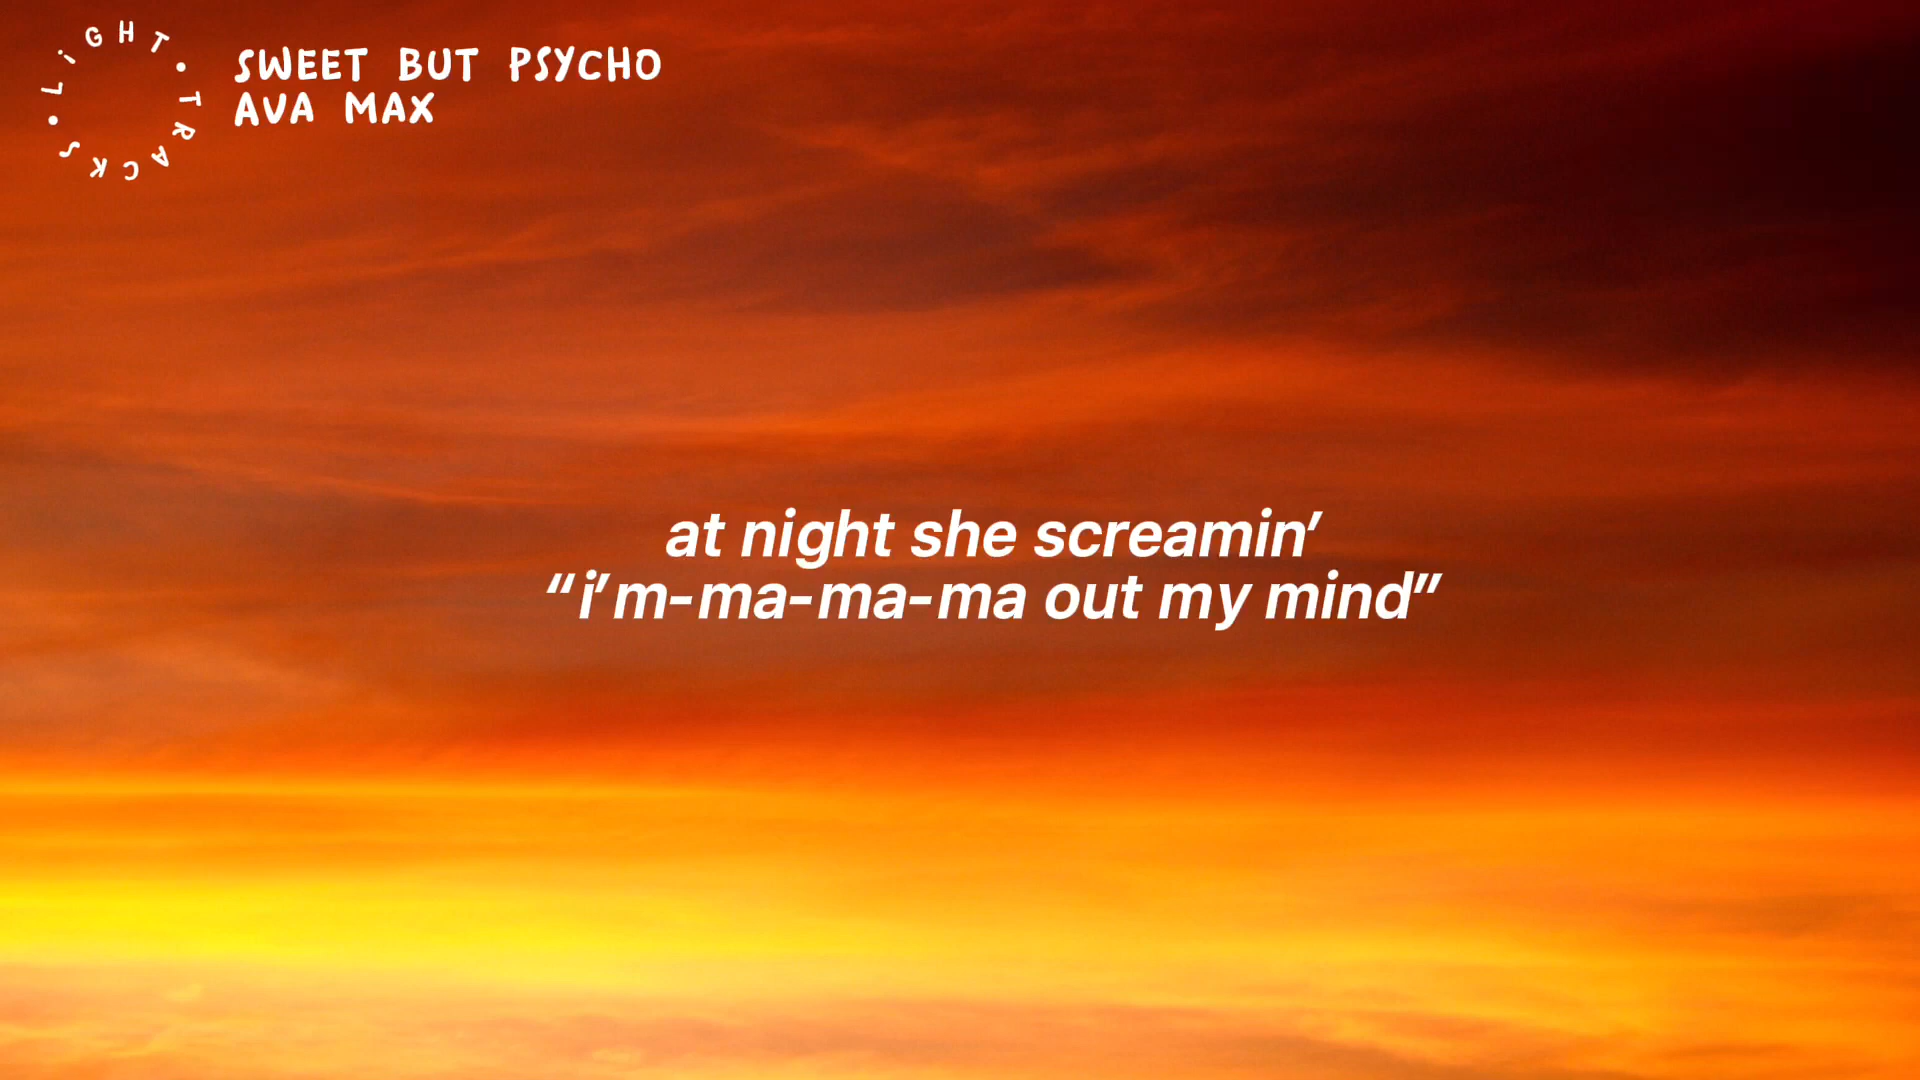 LiGHT • TRACKS •
SWEET BUT PSYCHO
AVA MAX
at night she screamin’
“i’m-ma-ma-ma out my mind”